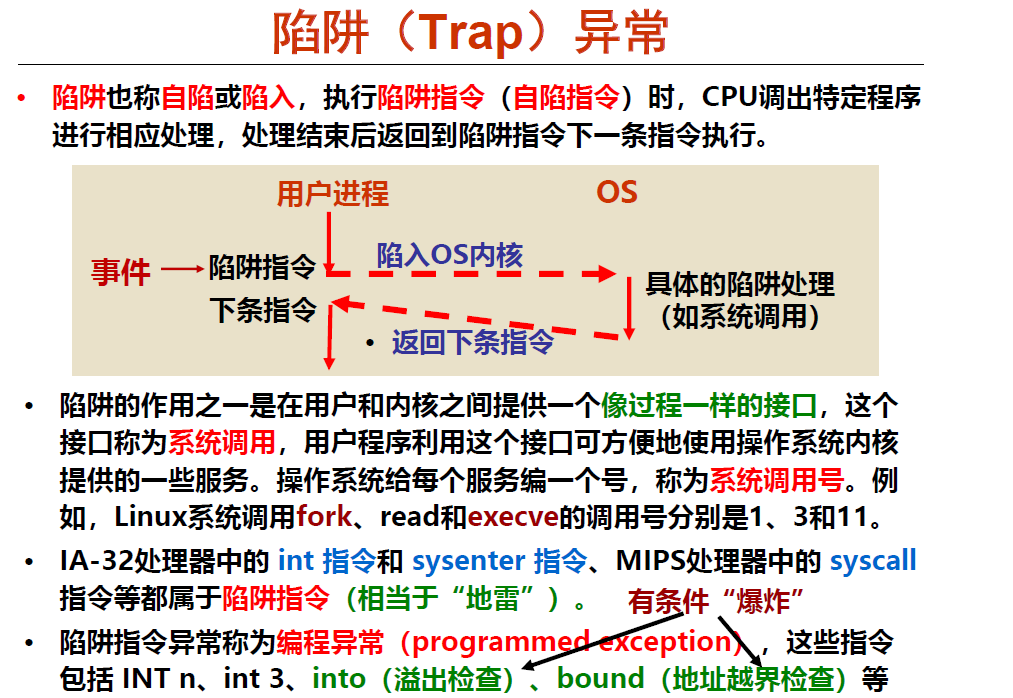 陷阱（Trap）异常
• 陷阱也称自陷或陷入，执行陷阱指令（自陷指令）时，CPU调出特定程序
进行相应处理，处理结束后返回到陷阱指令下一条指令执行。
用户进程 OS
陷入OS内核
事件 陷阱指令
具体的陷阱处理
下条指令
（如系统调用）
• 返回下条指令
• 陷阱的作用之一是在用户和内核之间提供一个像过程一样的接口，这个
接口称为系统调用，用户程序利用这个接口可方便地使用操作系统内核
提供的一些服务。操作系统给每个服务编一个号，称为系统调用号。例
如，Linux系统调用fork、read和execve的调用号分别是1、3和11。
• IA-32处理器中的 int 指令和 sysenter 指令、MIPS处理器中的 syscall
指令等都属于陷阱指令（相当于“地雷”）。 有条件“爆炸”
• 陷阱指令异常称为编程异常（programmed exception），这些指令
包括 INT n、int 3、into（溢出检查）、bound（地址越界检查）等